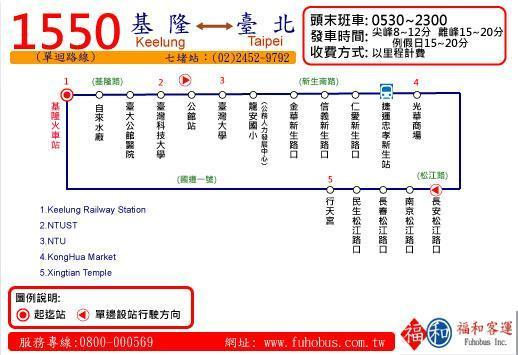 1550
(單迴路線)
基隆 ↔ 臺北
Keelung Taipei
七堵站：(02)2452-9792
頭末班車: 0530~2300
發車時間: 尖峰8~12分 離峰15~20分
例假日15~20分
收費方式: 以里程計費
1 2 3 4
(基隆路) (新生南路)
基隆火車站
自來水廠
臺大公館醫院
臺灣科技大學
公館站
臺灣大學
龍安國小
(公務人力發展中心)
金華新生路口
信義新生路口
仁愛新生路口
捷運忠孝新生站
光華商場
(國道一號) (松江路)
5
行天宮
民生松江路口
長春松江路口
南京松江路口
長安松江路口
1.Keelung Railway Station
2.NTUST
3.NTU
4.KongHua Market
5.Xingtian Temple
圖例說明:
起迄站 單邊設站行駛方向
福和 福和客運
Fuhobus Inc.
服務專線:0800-000569 網址: www.fuhobus.com.tw